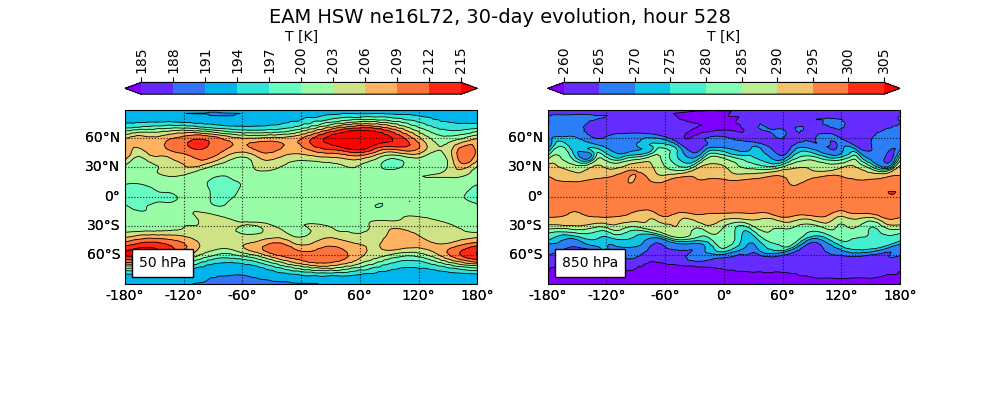 EAM HSW ne16L72, 30-day evolution, hour 528
T [K]
185 188 191 194 197 200 203 206 209 212 215
60°N
30°N
0°
30°S
60°S
50 hPa
-180° -120° -60° 0° 60° 120° 180°
T [K]
260 265 270 275 280 285 290 295 300 305
60°N
30°N
0°
30°S
60°S
850 hPa
-180° -120° -60° 0° 60° 120° 180°